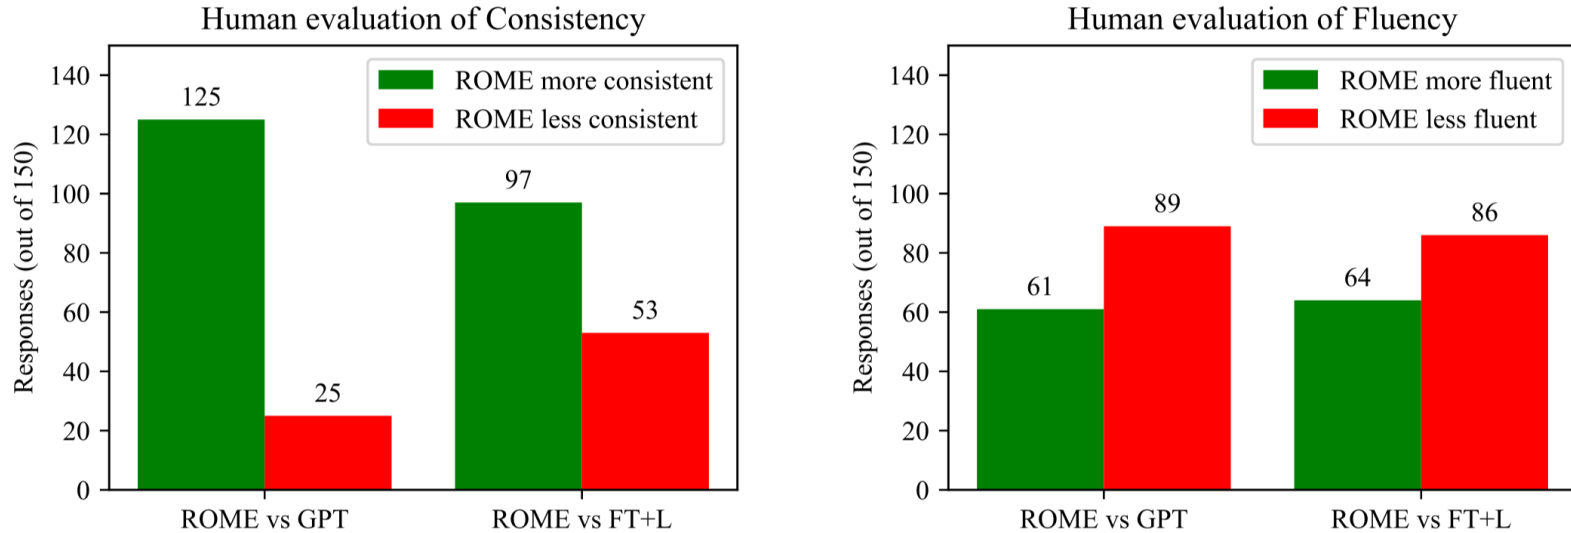 Human evaluation of Consistency
Responses (out of 150)
140
120
100
80
60
40
20
0
ROME more consistent
ROME less consistent
125
25
97
53
ROME vs GPT
ROME vs FT+L
Human evaluation of Fluency
Responses (out of 150)
140
120
100
80
60
40
20
0
ROME more fluent
ROME less fluent
61
89
64
86
ROME vs GPT
ROME vs FT+L